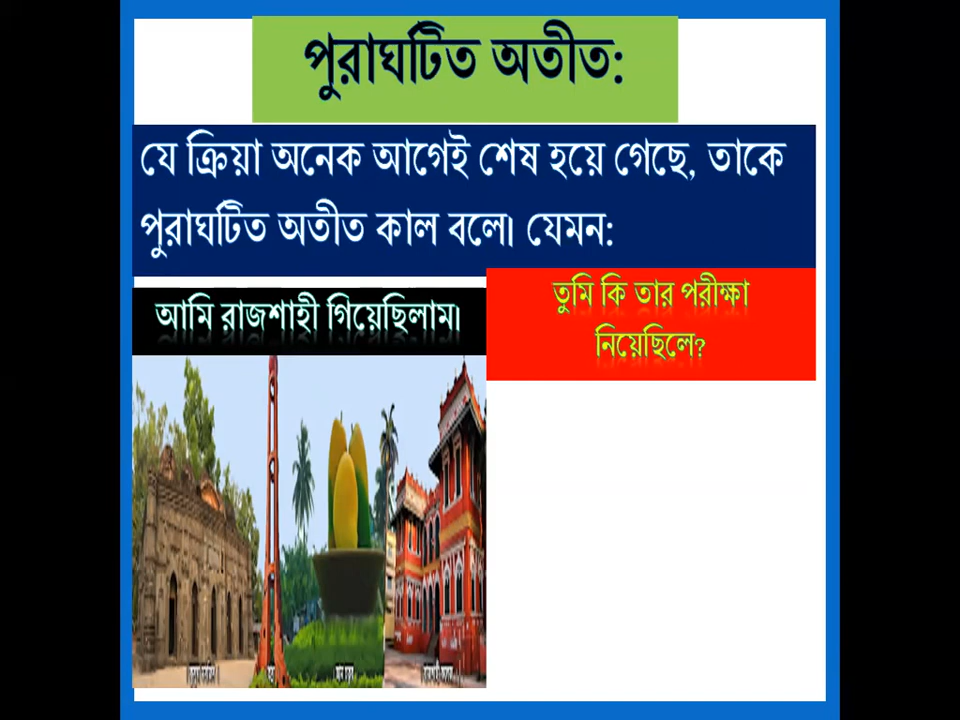 পুরাঘটিত অতীত:
যে ক্রিয়া অনেক আগেই শেষ হয়ে গেছে, তাকে
পুরাঘটিত অতীত কাল বলে। যেমন:
আমি রাজশাহী গিয়েছিলাম।
তুমি কি তার পরীক্ষা
নিয়েছিলে?